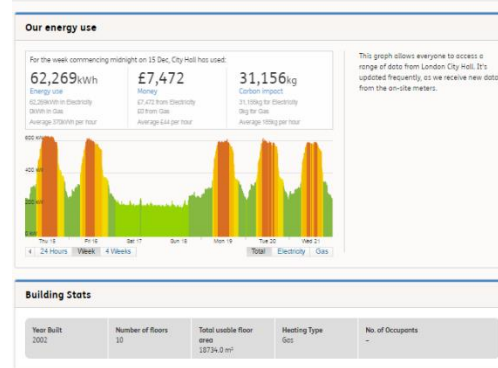 Our energy use
For the week commencing midnight on 15 Dec, City Hall has used:
62,269kWh
Energy use
62,269kWh in Electricity
0kWh in Gas
Average 370kWh per hour
£7,472
Money
£7,472 from Electricity
£0 from Gas
Average £44 per hour
31,156kg
Carbon Impact
31,156kg for Electricity
0kg for Gas
Average 185kg per hour
This graph allows everyone to access a
range of data from London City Hall. It's
updated frequently, as we receive new data
from the on-site meters.
600 kW
400 kW
200 kW
0 kW
Thu 15 Fri 16 Sat 17 Sun 18 Mon 19 Tue 20 Wed 21
24 Hours Week 4 Weeks Total Electricity Gas
Building Stats
Year Built
2002
Number of floors
10
Total usable floor
area
18734.0 m²
Heating Type
Gas
No. of Occupants
-